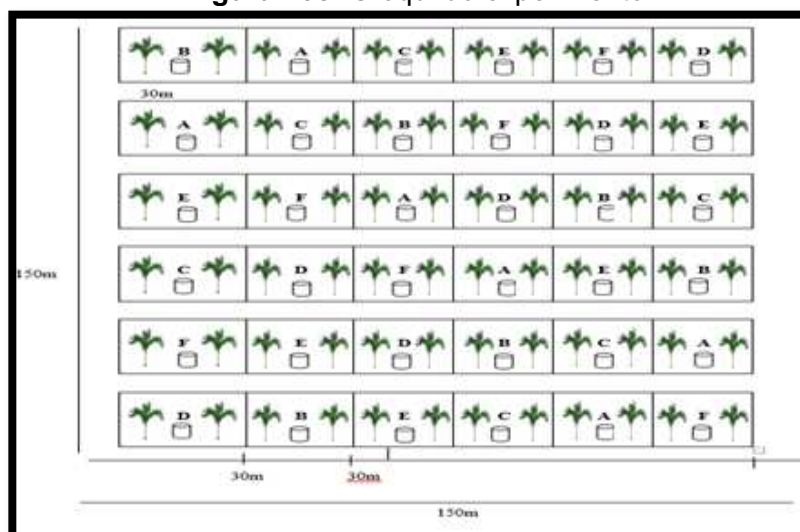 B A C E F D
30m
A C B F D E
E F A D B C
150m
C D F A E B
F E D B C A
D B E C A F
30m 30m
150m